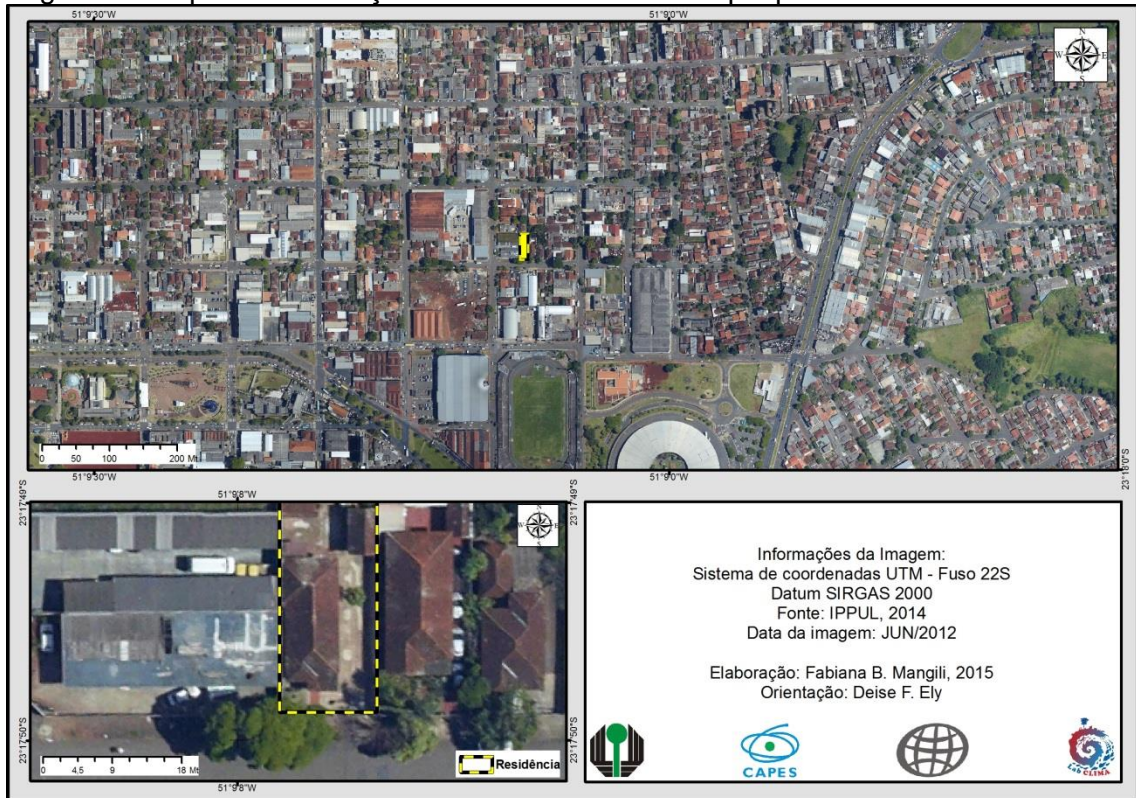 51°9'30"W 51°9'0"W
N
W E
S
0 50 100 200 Mt
51°9'30"W 51°9'0"W
23°18'0"S
51°9'8"W
23°17'49"S 23°17'49"S
0 4,5 9 18 Mt
Residência
23°17'50"S 23°17'50"S
51°9'8"W
Informações da Imagem:
Sistema de coordenadas UTM - Fuso 22S
Datum SIRGAS 2000
Fonte: IPPUL, 2014
Data da imagem: JUN/2012
Elaboração: Fabiana B. Mangili, 2015
Orientação: Deise F. Ely
CAPES
Lab CLIMA